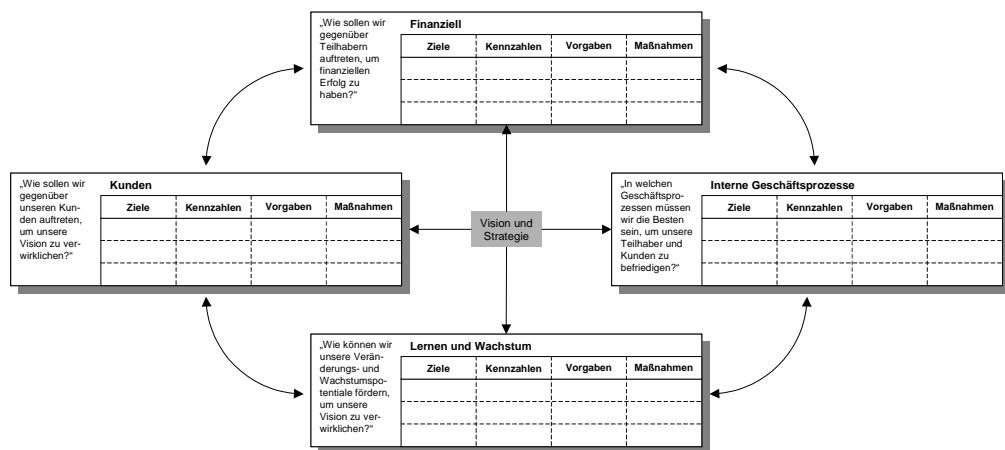 „Wie sollen wir
gegenüber
Teilhabern
auftreten, um
finanziellen
Erfolg zu
haben?“
Finanziell
Ziele Kennzahlen Vorgaben Maßnahmen
„Wie sollen wir
gegenüber
unseren Kun-
den auftreten,
um unsere
Vision zu ver-
wirklichen?“
Kunden
Ziele Kennzahlen Vorgaben Maßnahmen
Vision und
Strategie
„In welchen
Geschäftspro-
zessen müssen
wir die Besten
sein, um unsere
Teilhaber und
Kunden zu
befriedigen?“
Interne Geschäftsprozesse
Ziele Kennzahlen Vorgaben Maßnahmen
„Wie können wir
unsere Verän-
derungs- und
Wachstumspo-
tentiale fördern,
um unsere
Vision zu ver-
wirklichen?“
Lernen und Wachstum
Ziele Kennzahlen Vorgaben Maßnahmen